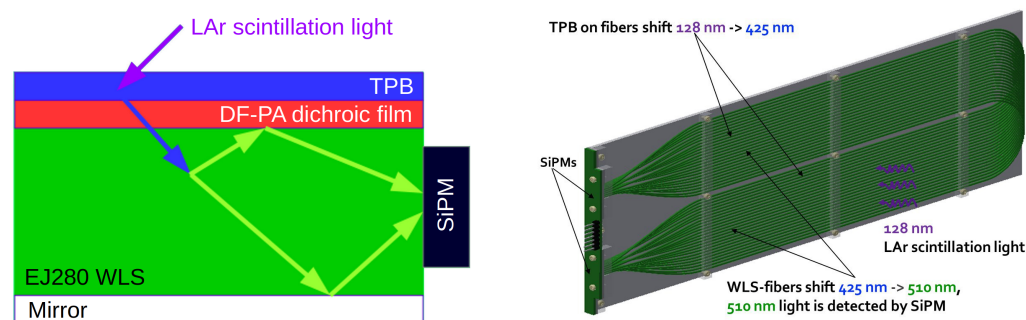 LAr scintillation light
TPB
DF-PA dichroic film
SiPM
EJ280 WLS
Mirror
TPB on fibers shift 128 nm -> 425 nm
SiPMs
128 nm
LAr scintillation light
WLS-fibers shift 425 nm -> 510 nm,
510 nm light is detected by SiPM